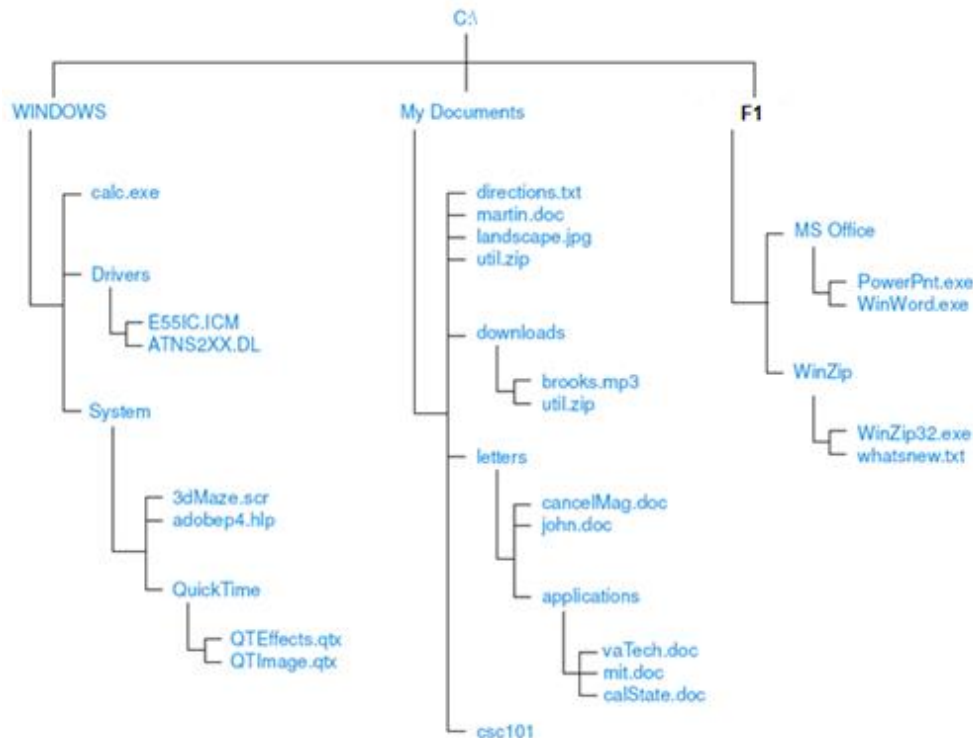 C:\
WINDOWS
calc.exe
Drivers
E55IC.ICM
ATNS2XX.DL
System
3dMaze.scr
adobep4.hlp
QuickTime
QTEffects.qtx
QTImage.qtx
My Documents
directions.txt
martin.doc
landscape.jpg
util.zip
downloads
brooks.mp3
util.zip
letters
cancelMag.doc
john.doc
applications
vaTech.doc
mit.doc
calState.doc
csc101
F1
MS Office
PowerPnt.exe
WinWord.exe
WinZip
WinZip32.exe
whatsnew.txt